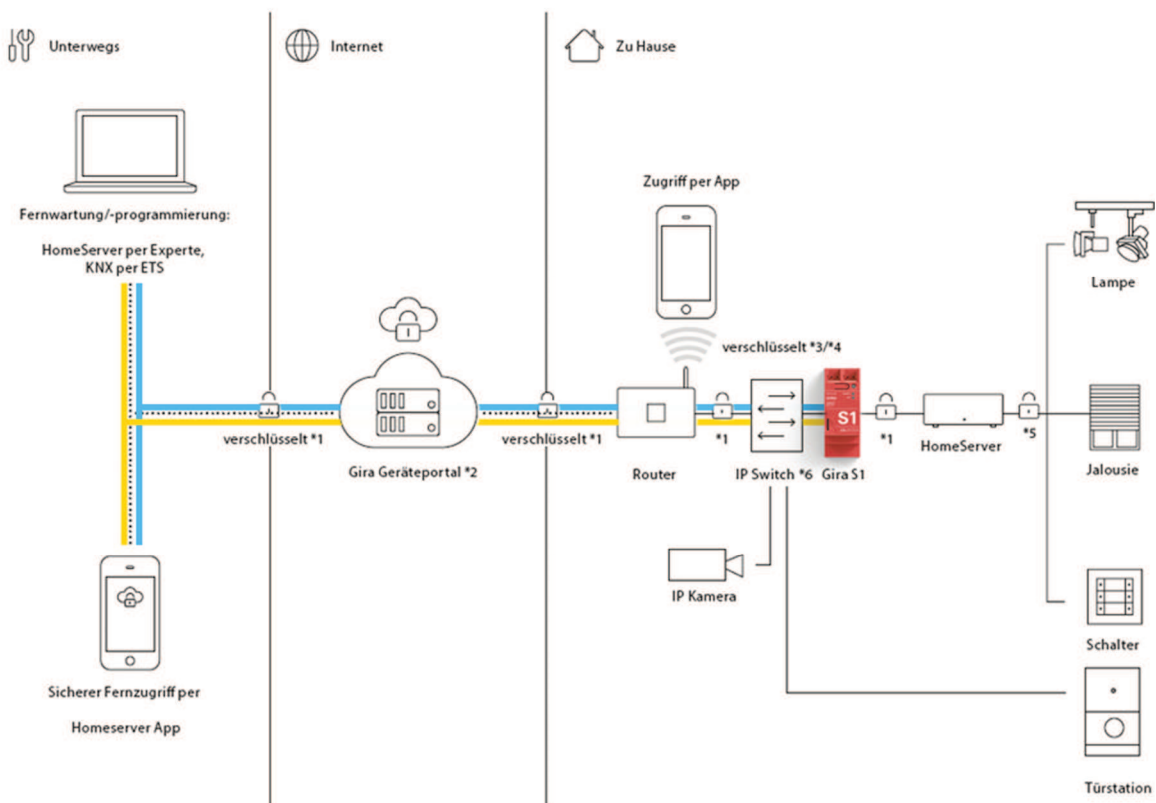 Unterwegs
Internet
Zu Hause
Fernwartung/-programmierung:
HomeServer per Experte,
KNX per ETS
Zugriff per App
Lampe
verschlüsselt *3/*4
S1
verschlüsselt *1
verschlüsselt *1
*1
*1
*5
Gira Geräteportal *2
Router
IP Switch *6
Gira S1
HomeServer
Jalousie
IP Kamera
Schalter
Sicherer Fernzugriff per
Homeserver App
Türstation